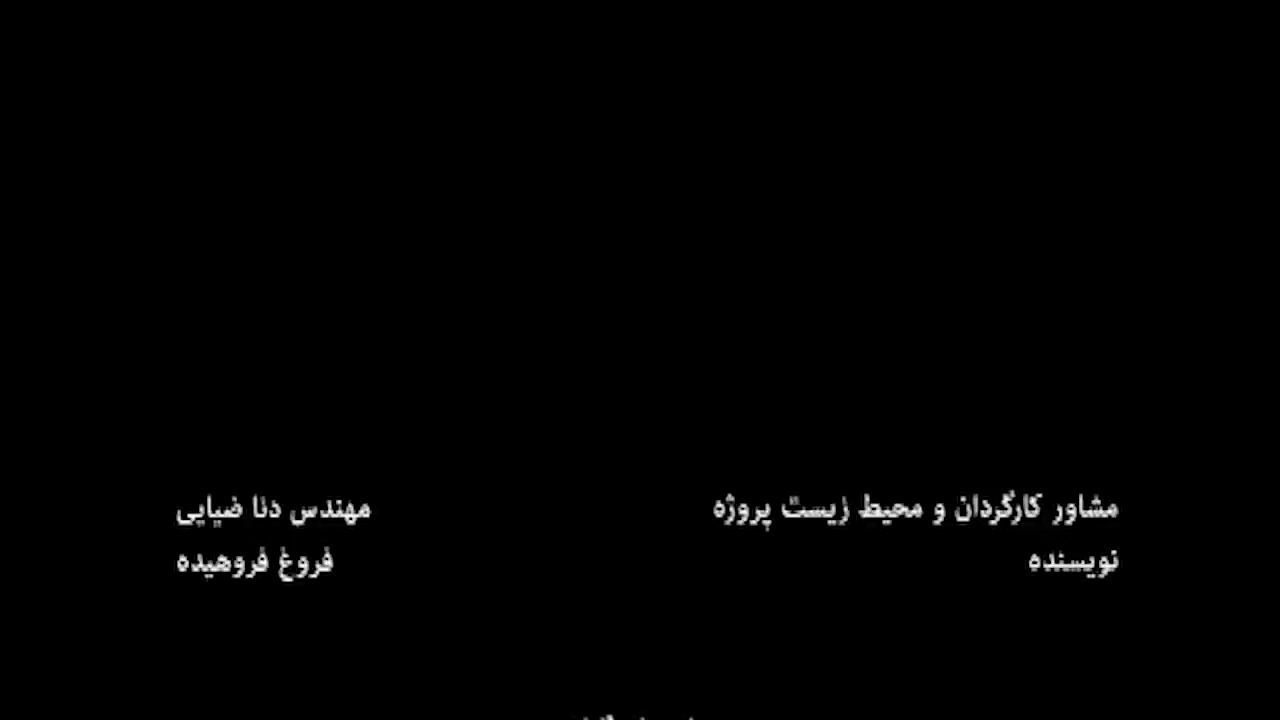 مشاور کارگردان و محیط زیست پروژه مهندس دنا ضیایی
نویسنده فروغ فروهیده